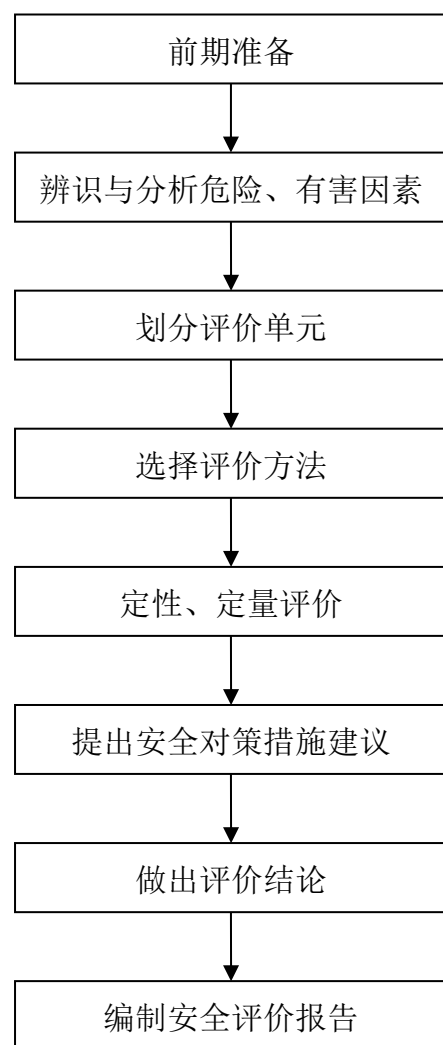 前期准备
辨识与分析危险、有害因素
划分评价单元
选择评价方法
定性、定量评价
提出安全对策措施建议
做出评价结论
编制安全评价报告